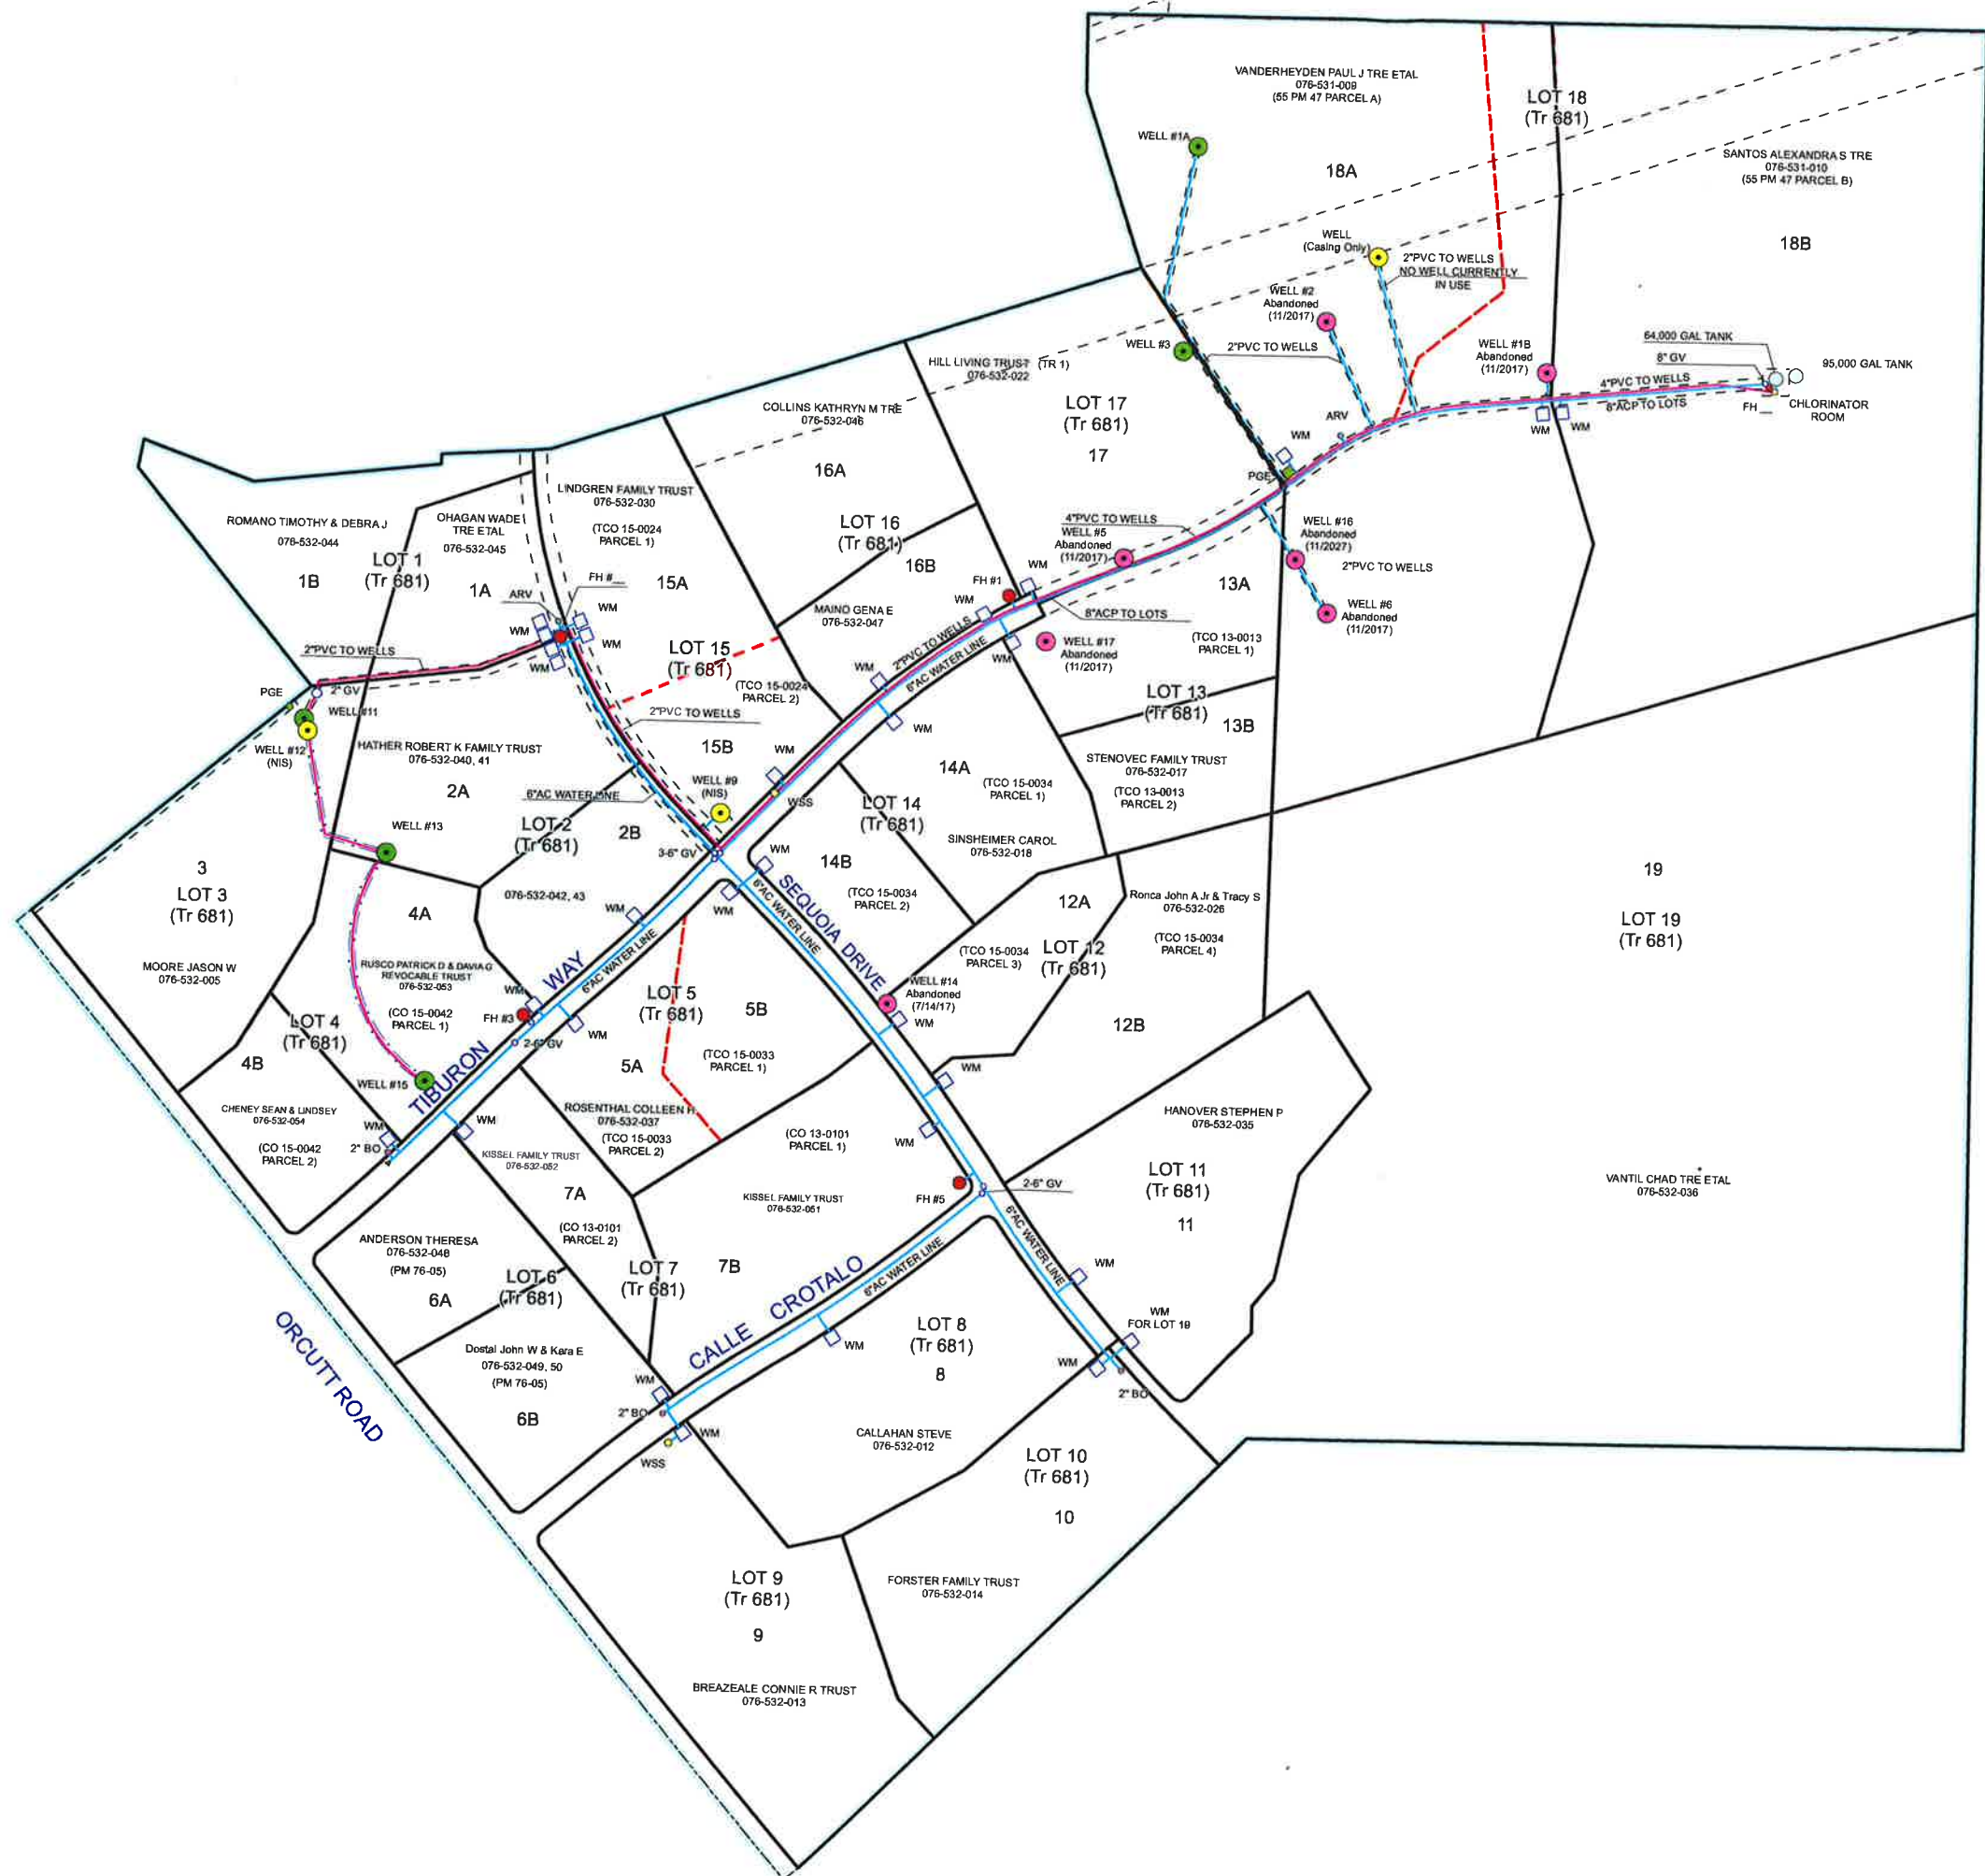 VANDERHEYDEN PAUL J TRE ETAL
076-531-009
(55 PM 47 PARCEL A)
LOT 18
(Tr 681)
WELL #1A
18A
SANTOS ALEXANDRA S TRE
076-531-010
(55 PM 47 PARCEL B)
18B
WELL
(Casing Only)
2"PVC TO WELLS
NO WELL CURRENTLY
IN USE
WELL #2
Abandoned
(11/2017)
WELL #3
2"PVC TO WELLS
WELL #1B
Abandoned
(11/2017)
64,000 GAL TANK
8" GV
95,000 GAL TANK
4"PVC TO WELLS
8"ACP TO LOTS
FH __
CHLORINATOR
ROOM
WM
WM
ARV
WM
PGE
HILL LIVING TRUST (TR 1)
076-532-022
LOT 17
(Tr 681)
17
COLLINS KATHRYN M TRE
076-532-046
16A
LOT 16
(Tr 681)
16B
MAINO GENA E
076-532-047
4"PVC TO WELLS
WELL #5
Abandoned
(11/2017)
WELL #16
Abandoned
(11/2027)
2"PVC TO WELLS
WELL #6
Abandoned
(11/2017)
13A
WM
FH #1
WM
8"ACP TO LOTS
WELL #17
Abandoned
(11/2017)
(TCO 13-0013
PARCEL 1)
WM
2"PVC TO WELLS
6"AC WATER LINE
WM
WM
LOT 13
(Tr 681)
13B
STENOVEC FAMILY TRUST
076-532-017
(TCO 13-0013
PARCEL 2)
LINDGREN FAMILY TRUST
076-532-030
(TCO 15-0024
PARCEL 1)
15A
LOT 15
(Tr 681)
(TCO 15-0024
PARCEL 2)
2"PVC TO WELLS
15B
ROMANO TIMOTHY & DEBRA J
076-532-044
1B
LOT 1
(Tr 681)
OHAGAN WADE
TRE ETAL
076-532-045
1A
ARV
FH #__
WM
WM
WM
WM
2"PVC TO WELLS
PGE
2" GV
WELL #11
WELL #12
(NIS)
HATHER ROBERT K FAMILY TRUST
076-532-040, 41
2A
WELL #13
6"AC WATER LINE
LOT 2
(Tr 681)
2B
WELL #9
(NIS)
3-6" GV
076-532-042, 43
WM
WM
WSS
14A
(TCO 15-0034
PARCEL 1)
LOT 14
(Tr 681)
SINSHEIMER CAROL
076-532-018
14B
(TCO 15-0034
PARCEL 2)
WM
WM
6"AC WATER LINE
SEQUOIA DRIVE
12A
(TCO 15-0034
PARCEL 3)
LOT 12
(Tr 681)
Ronca John A Jr & Tracy S
076-532-026
(TCO 15-0034
PARCEL 4)
12B
WELL #14
Abandoned
(7/14/17)
WM
WM
WM
19
LOT 19
(Tr 681)
VANTIL CHAD TRE ETAL
076-532-036
3
LOT 3
(Tr 681)
MOORE JASON W
076-532-005
4A
RUSCO PATRICK D & DAVIA G
REVOCABLE TRUST
076-532-053
(CO 15-0042
PARCEL 1)
LOT 4
(Tr 681)
4B
CHENEY SEAN & LINDSEY
076-532-054
(CO 15-0042
PARCEL 2)
WELL #15
WM
2" BO
TIBURON WAY
6"AC WATER LINE
WM
FH #3
2-6" GV
WM
WM
LOT 5
(Tr 681)
5B
(TCO 15-0033
PARCEL 1)
5A
ROSENTHAL COLLEEN H
076-532-037
(TCO 15-0033
PARCEL 2)
KISSEL FAMILY TRUST
076-532-052
7A
(CO 13-0101
PARCEL 2)
(CO 13-0101
PARCEL 1)
KISSEL FAMILY TRUST
076-532-051
LOT 7
(Tr 681)
7B
FH #5
2-6" GV
HANOVER STEPHEN P
076-532-035
LOT 11
(Tr 681)
11
6"AC WATER LINE
WM
WM
FOR LOT 19
WM
2" BO
ANDERSON THERESA
076-532-048
(PM 76-05)
6A
LOT 6
(Tr 681)
Dostal John W & Kara E
076-532-049, 50
(PM 76-05)
6B
WM
2" BO
CALLE CROTALO
6"AC WATER LINE
WM
WM
WSS
LOT 8
(Tr 681)
8
CALLAHAN STEVE
076-532-012
LOT 10
(Tr 681)
10
ORCUTT ROAD
LOT 9
(Tr 681)
9
FORSTER FAMILY TRUST
076-532-014
BREAZEALE CONNIE R TRUST
076-532-013